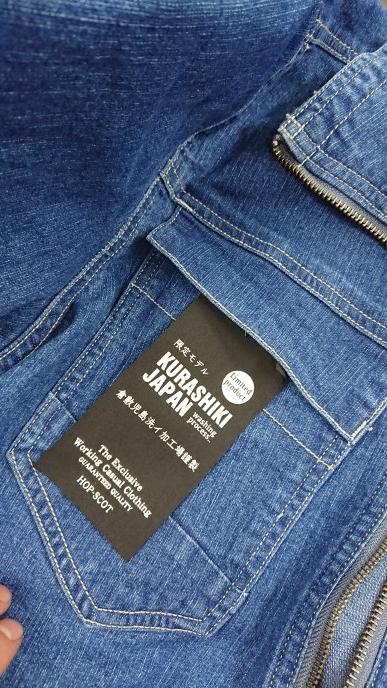 限定モデル
KURASHIKI
JAPAN
washing
process.
Limited
product
倉敷児島洗イ加工場謹製
The Exclusive
Working Casual Clothing
GUARANTEED QUALITY
HOP-SCOT